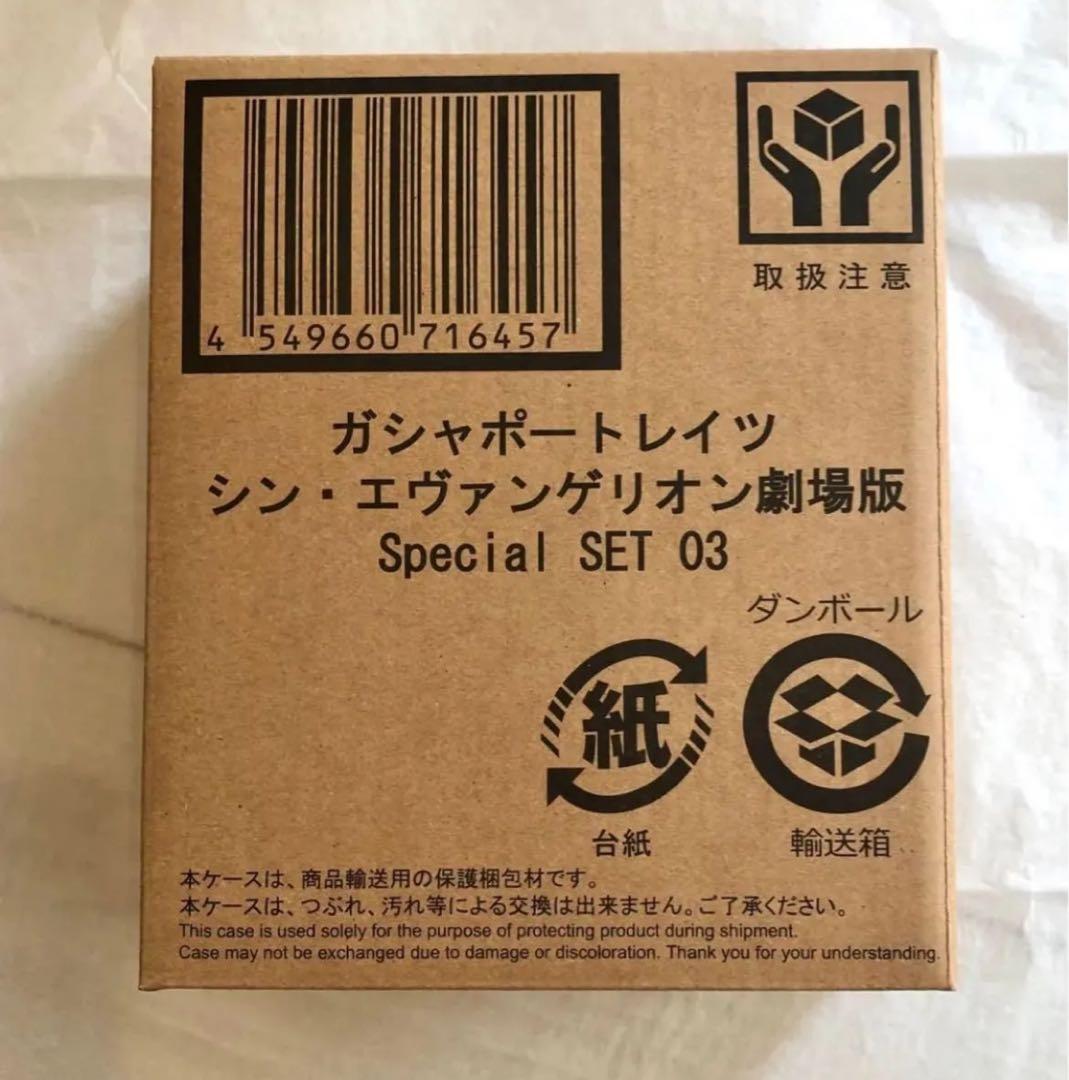 4 549660 716457
取扱注意
ガシャポートレイツ
シン・エヴァンゲリオン劇場版
Special SET 03
ダンボール
紙
台紙
輸送箱
本ケースは、商品輸送用の保護梱包材です。
本ケースは、つぶれ、汚れ等による交換は出来ません。ご了承ください。
This case is used solely for the purpose of protecting product during shipment.
Case may not be exchanged due to damage or discoloration. Thank you for your understanding.